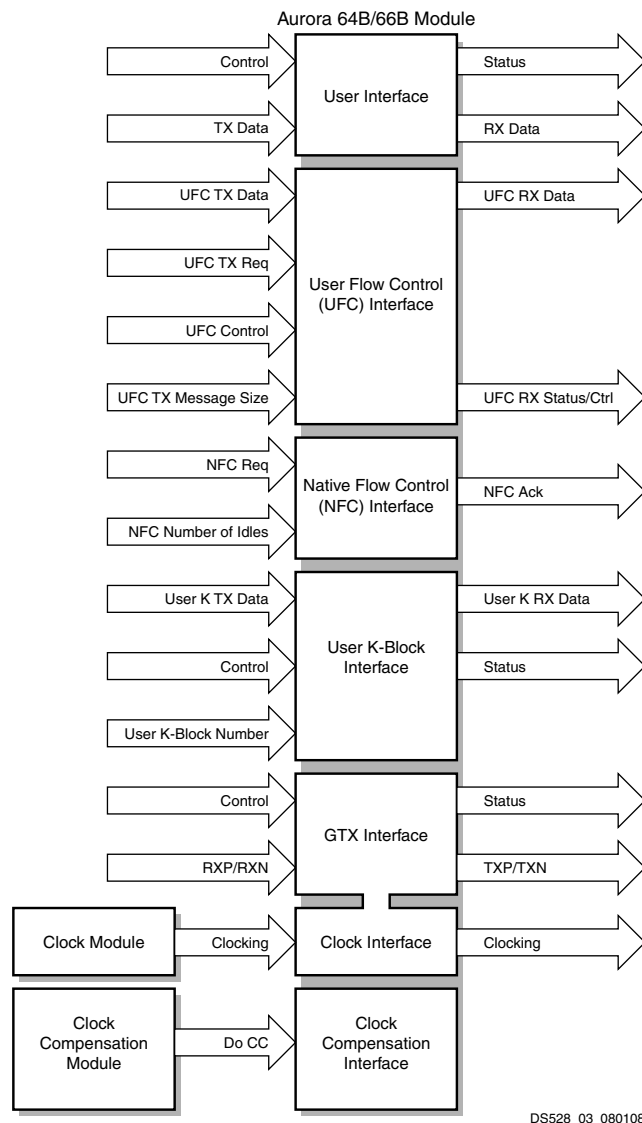 Aurora 64B/66B Module
Control
User Interface
Status
TX Data
RX Data
UFC TX Data
UFC RX Data
UFC TX Req
User Flow Control
(UFC) Interface
UFC Control
UFC TX Message Size
UFC RX Status/Ctrl
NFC Req
Native Flow Control
(NFC) Interface
NFC Ack
NFC Number of Idles
User K TX Data
User K RX Data
User K-Block
Interface
Control
Status
User K-Block Number
Control
Status
GTX Interface
RXP/RXN
TXP/TXN
Clock Module
Clocking
Clock Interface
Clocking
Clock
Compensation
Module
Do CC
Clock
Compensation
Interface
DS528_03_080108